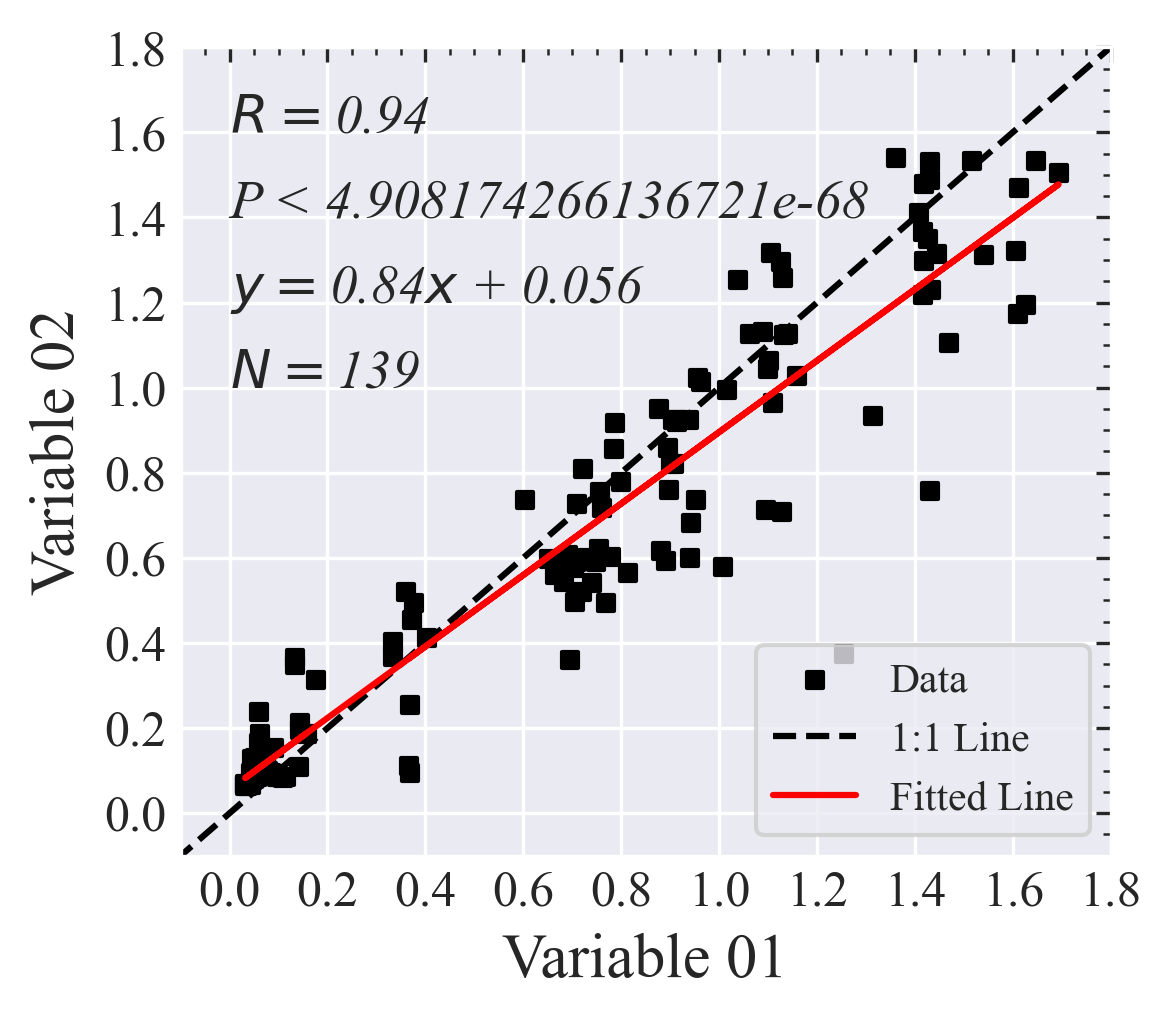 1.8
1.6
1.4
1.2
1.0
0.8
0.6
0.4
0.2
0.0
R = 0.94
P < 4.908174266136721e-68
y = 0.84x + 0.056
N = 139
Variable 02
Data
1:1 Line
Fitted Line
0.0 0.2 0.4 0.6 0.8 1.0 1.2 1.4 1.6 1.8
Variable 01